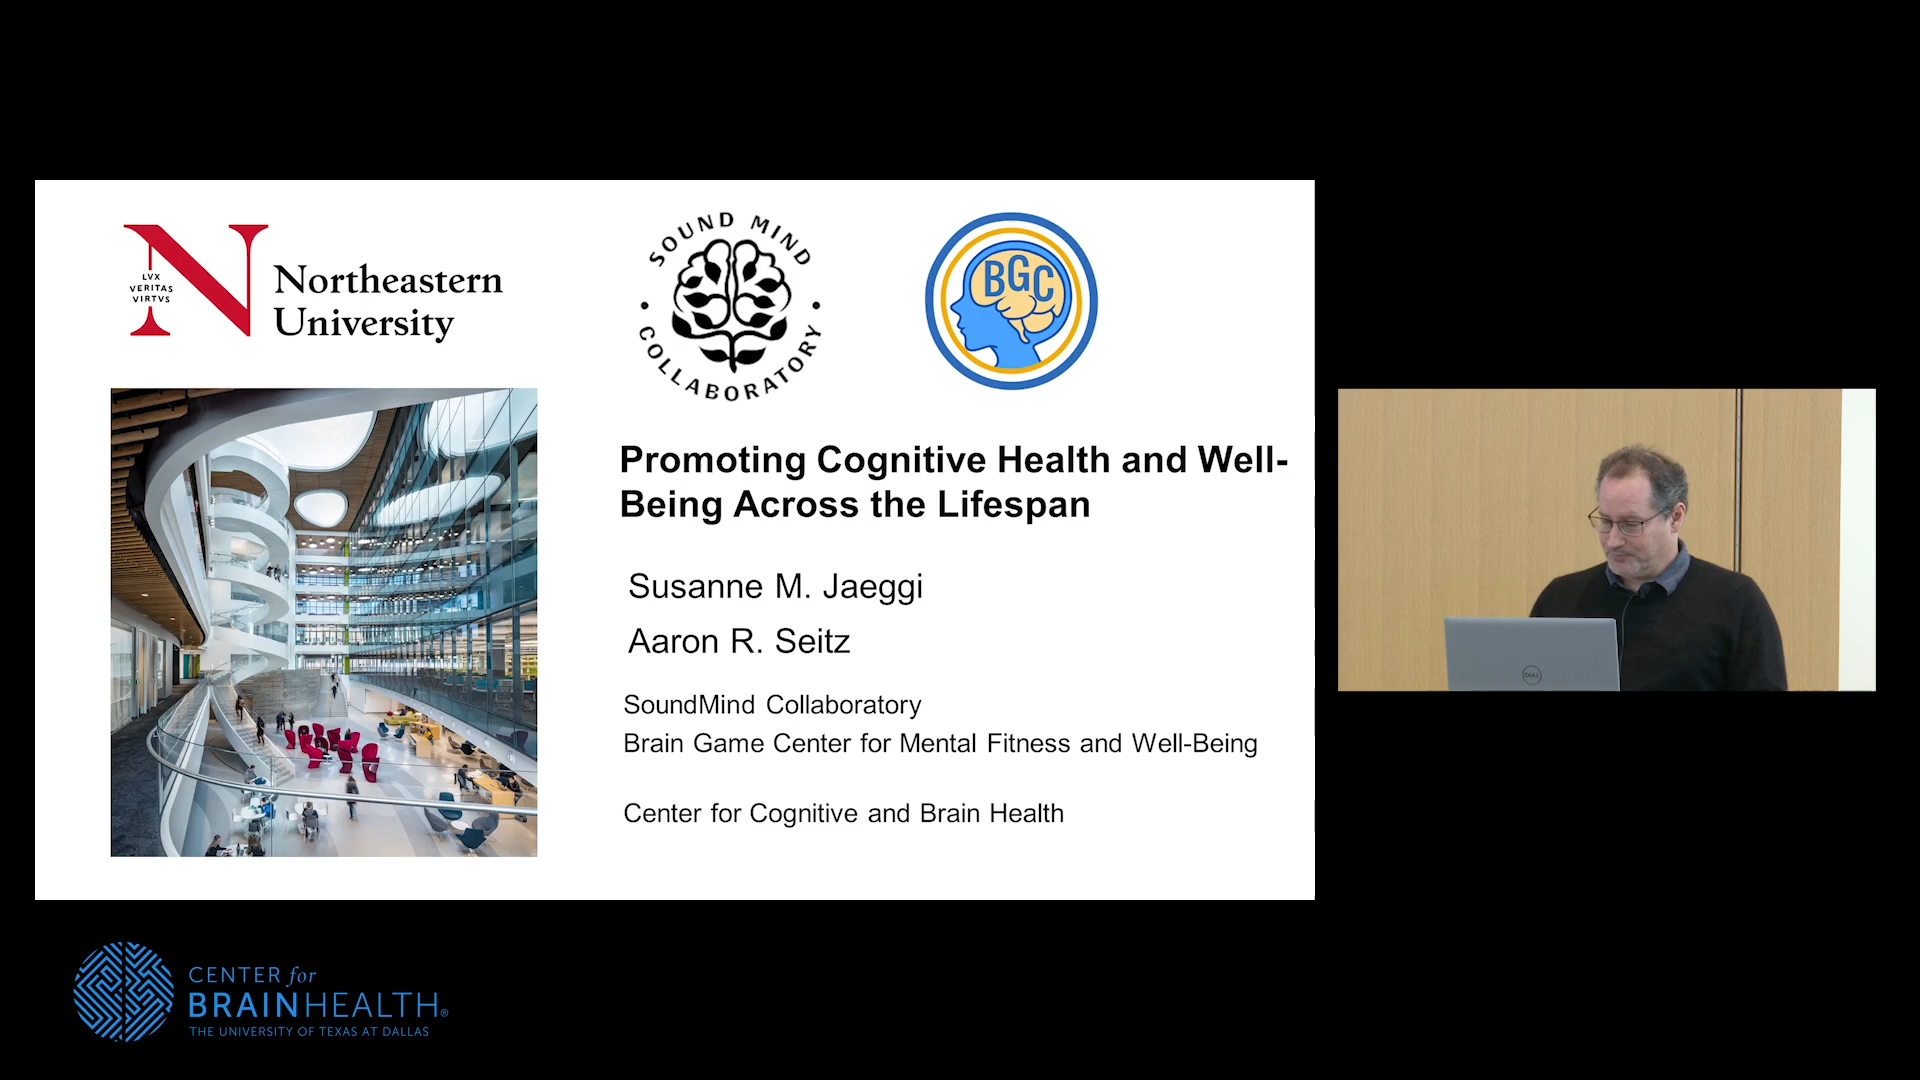 LVX
VERITAS
VIRTVS
Northeastern
University
SOUND MIND
• COLLABORATORY •
BGC
Promoting Cognitive Health and Well-
Being Across the Lifespan
Susanne M. Jaeggi
Aaron R. Seitz
SoundMind Collaboratory
Brain Game Center for Mental Fitness and Well-Being
Center for Cognitive and Brain Health
DELL
CENTER for
BRAINHEALTH®
THE UNIVERSITY OF TEXAS AT DALLAS